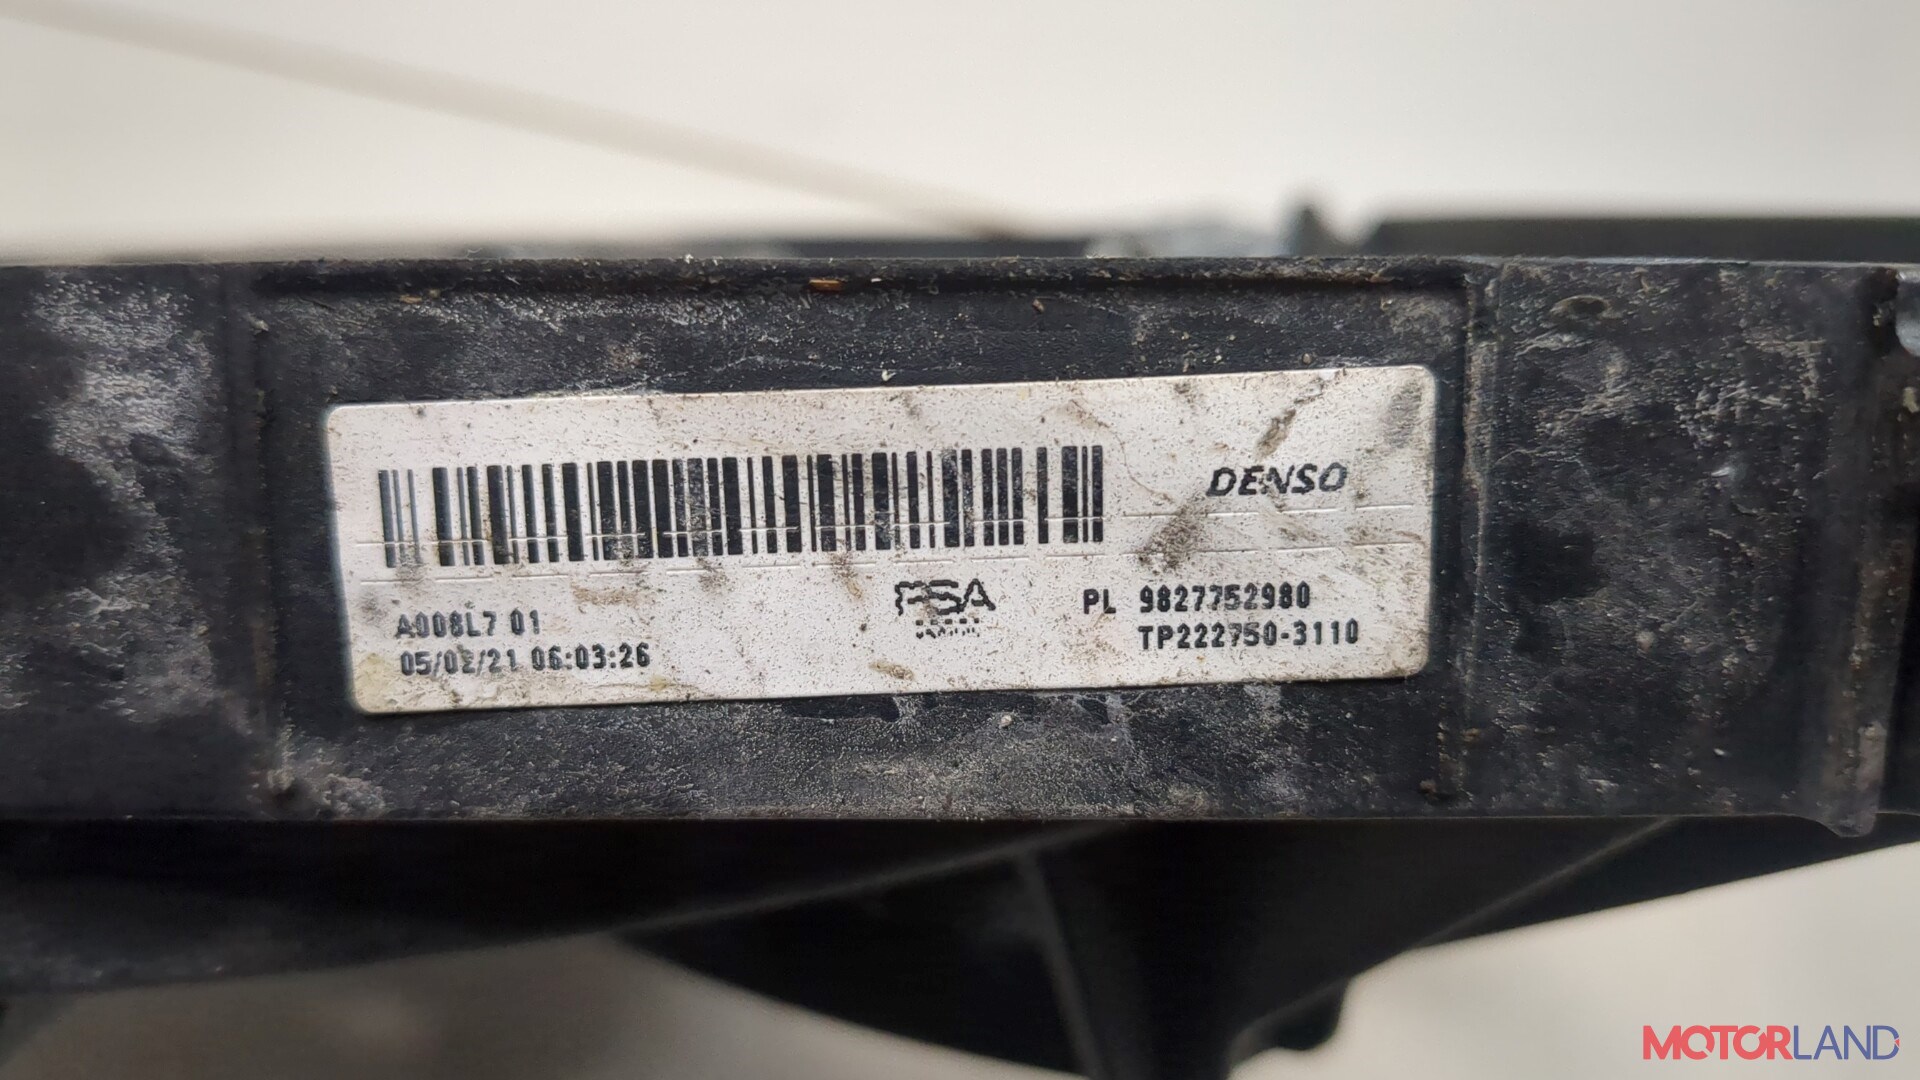 DENSO
PSA
PL 9827752980
TP222750-3110
A008L7 01
05/02/21 06:03:26
MOTORLAND